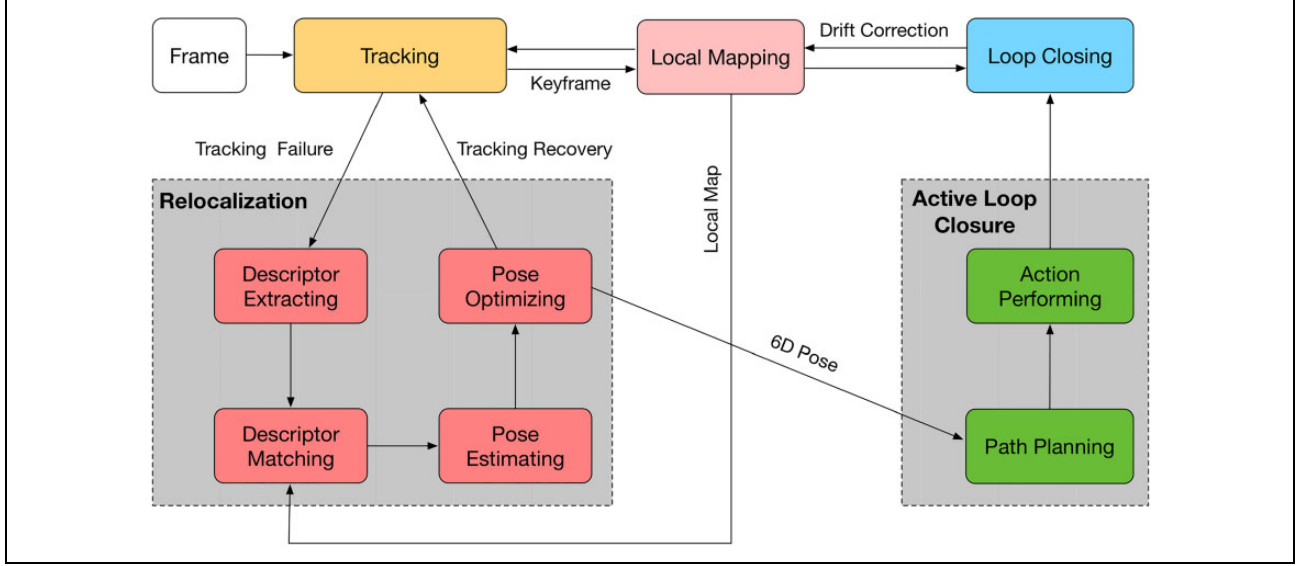 Frame
Tracking
Local Mapping
Drift Correction
Loop Closing
Keyframe
Tracking Failure
Tracking Recovery
Local Map
Relocalization
Descriptor
Extracting
Pose
Optimizing
Descriptor
Matching
Pose
Estimating
6D Pose
Active Loop
Closure
Action
Performing
Path Planning